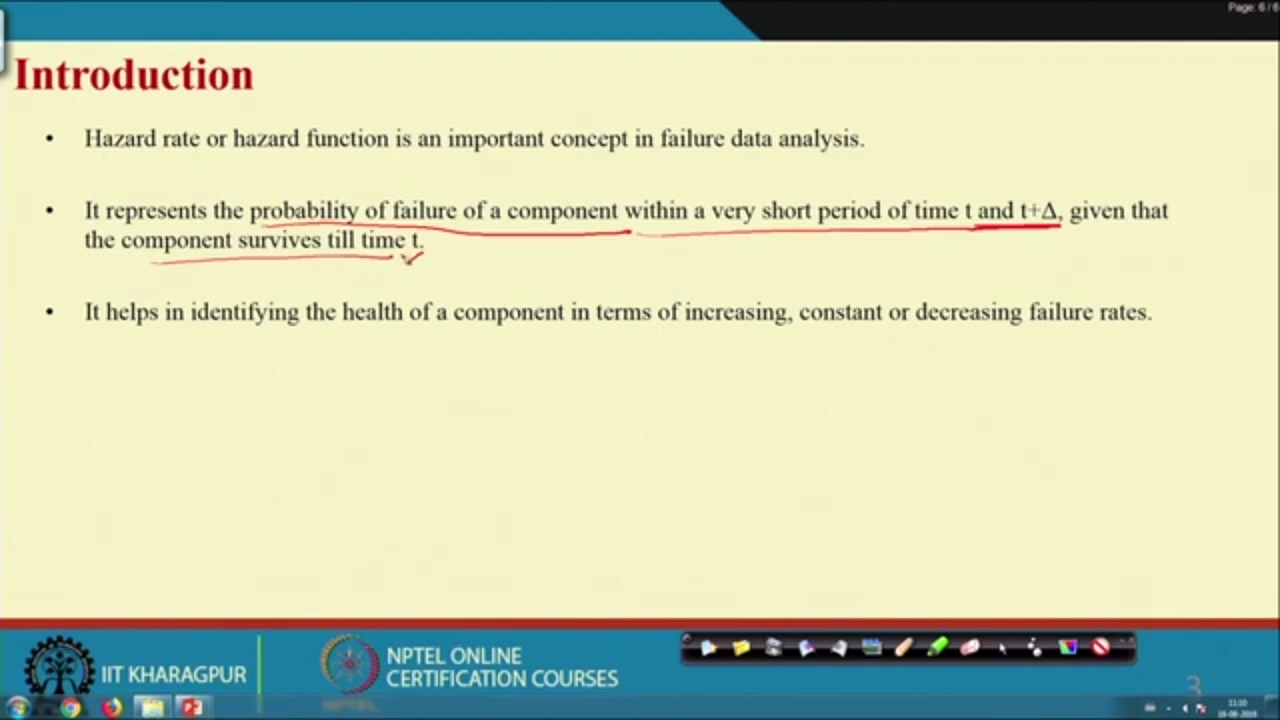 Page: 6 / 6
Introduction
• Hazard rate or hazard function is an important concept in failure data analysis.
• It represents the probability of failure of a component within a very short period of time t and t+Δ, given that
the component survives till time t.
• It helps in identifying the health of a component in terms of increasing, constant or decreasing failure rates.
IIT KHARAGPUR
NPTEL ONLINE
CERTIFICATION COURSES
3
11:10